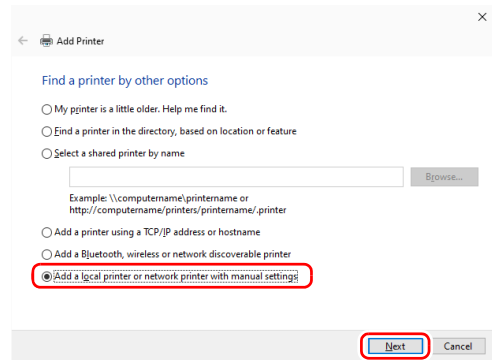 Add Printer
Find a printer by other options
My printer is a little older. Help me find it.
Find a printer in the directory, based on location or feature
Select a shared printer by name
Browse...
Example: \\computername\printername or
http://computername/printers/printername/.printer
Add a printer using a TCP/IP address or hostname
Add a Bluetooth, wireless or network discoverable printer
Add a local printer or network printer with manual settings
Next Cancel